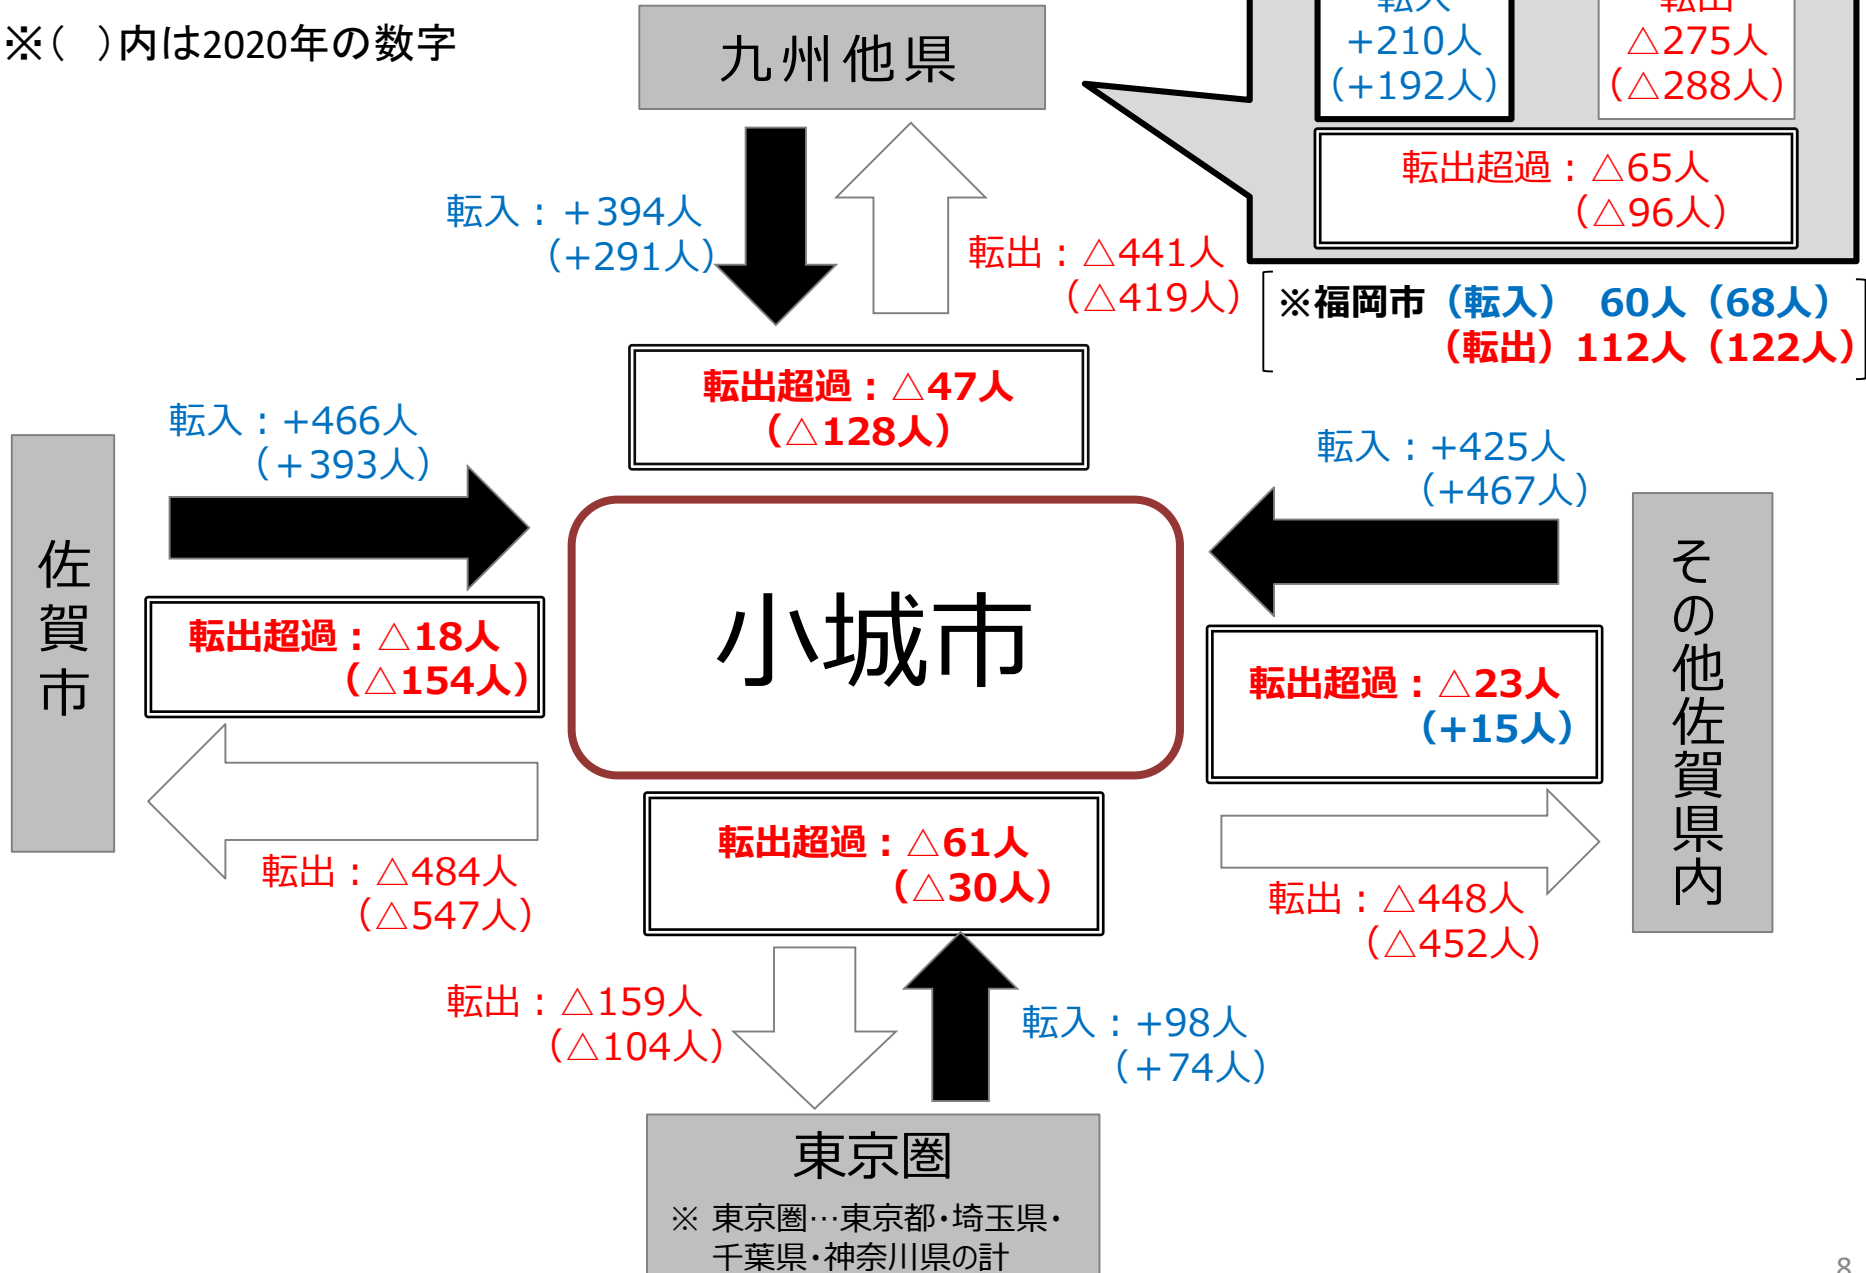 ※( )内は2020年の数字
九州他県
転入
+210人
(+192人)
転出
△275人
(△288人)
転出超過:△65人
(△96人)
※福岡市(転入) 60人(68人)
(転出)112人(122人)
転入:+394人
(+291人)
転出:△441人
(△419人)
転出超過:△47人
(△128人)
転入:+466人
(+393人)
佐賀市
転出超過:△18人
(△154人)
転出:△484人
(△547人)
小城市
転入:+425人
(+467人)
転出超過:△23人
(+15人)
その他佐賀県内
転出:△448人
(△452人)
転出超過:△61人
(△30人)
転出:△159人
(△104人)
転入:+98人
(+74人)
東京圏
※ 東京圏…東京都・埼玉県・
千葉県・神奈川県の計
8